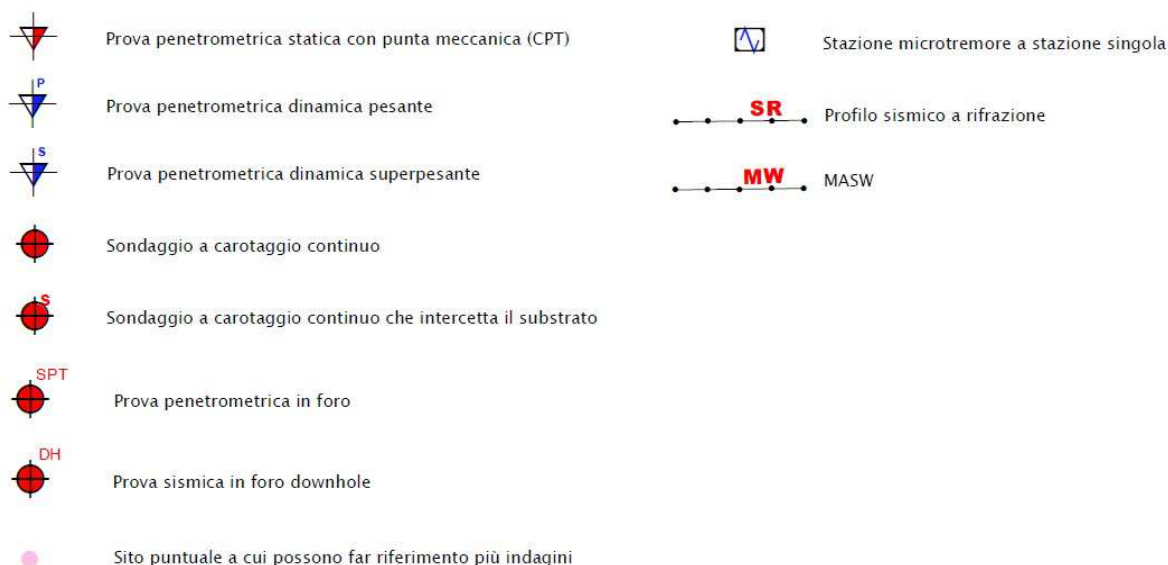 Prova penetrometrica statica con punta meccanica (CPT)
P
Prova penetrometrica dinamica pesante
S
Prova penetrometrica dinamica superpesante
Sondaggio a carotaggio continuo
S
Sondaggio a carotaggio continuo che intercetta il substrato
SPT
Prova penetrometrica in foro
DH
Prova sismica in foro downhole
Sito puntuale a cui possono far riferimento più indagini
Stazione microtremore a stazione singola
SR
Profilo sismico a rifrazione
MW
MASW